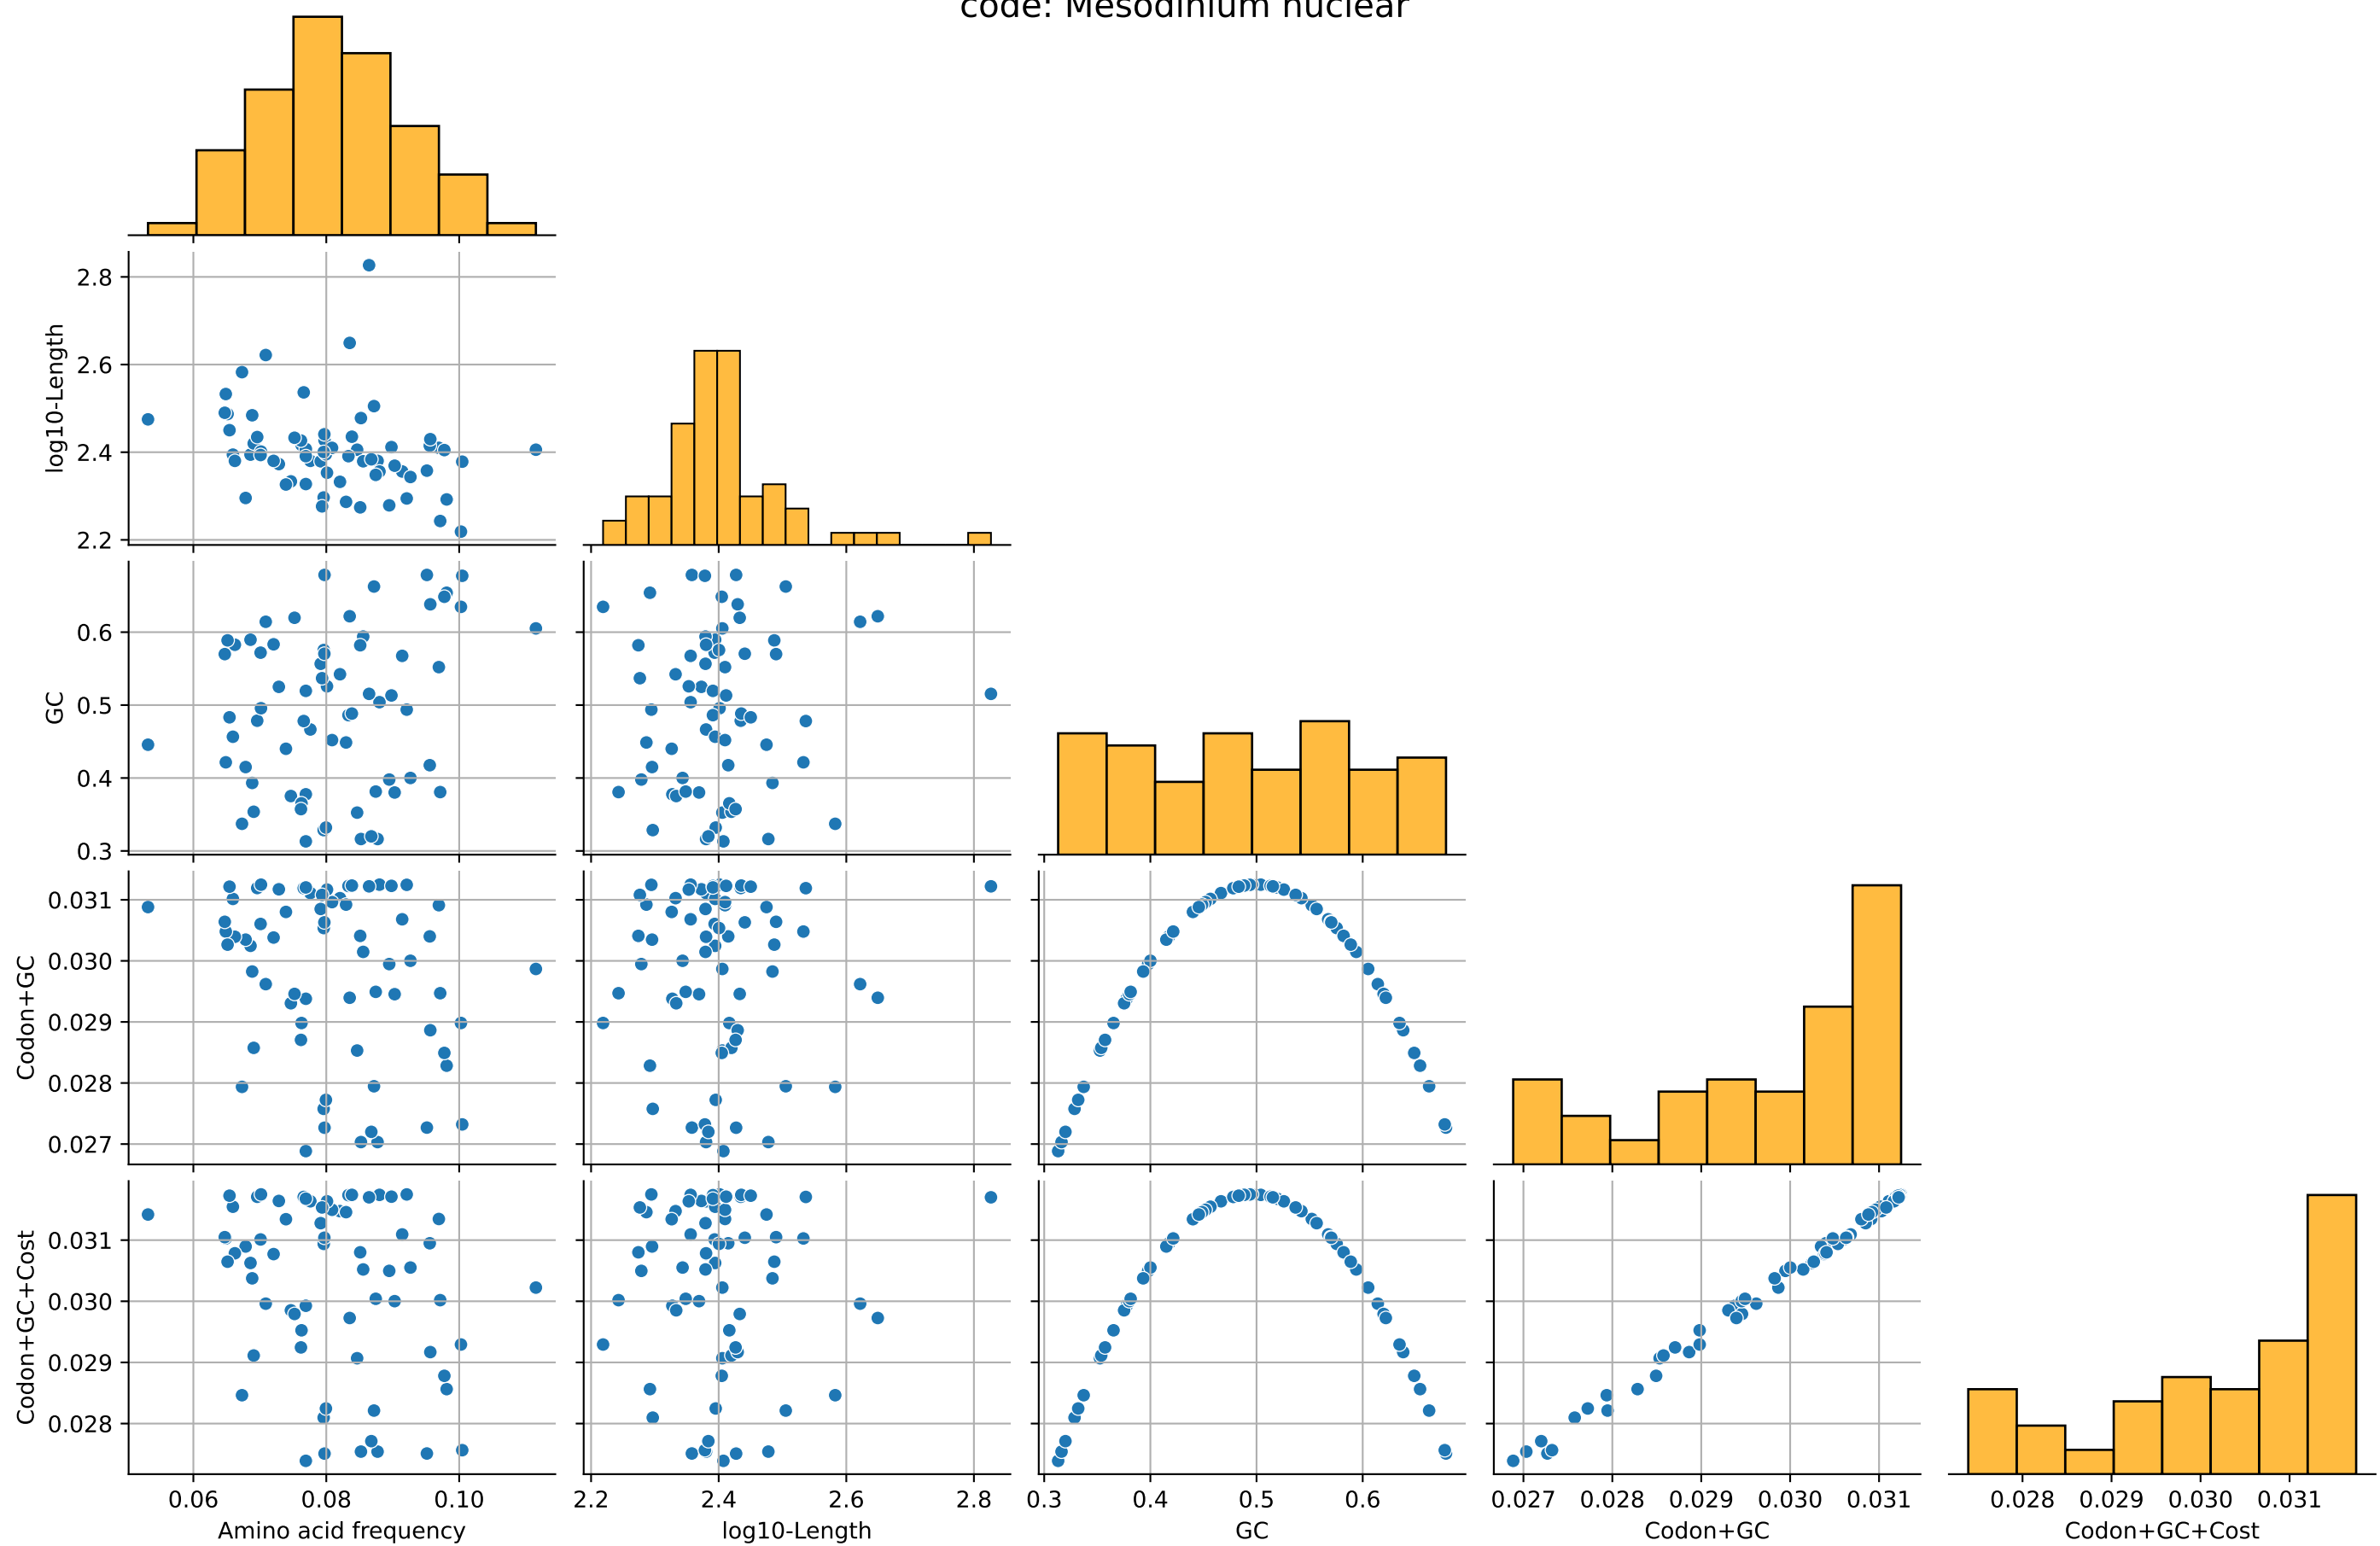 code: Mesodinium nuclear
log10-Length
2.8
2.6
2.4
2.2
GC
0.6
0.5
0.4
0.3
Codon+GC
0.031
0.030
0.029
0.028
0.027
Codon+GC+Cost
0.031
0.030
0.029
0.028
0.06 0.08 0.10 2.2 2.4 2.6 2.8 0.3 0.4 0.5 0.6 0.027 0.028 0.029 0.030 0.031 0.028 0.029 0.030 0.031
Amino acid frequency log10-Length GC Codon+GC Codon+GC+Cost